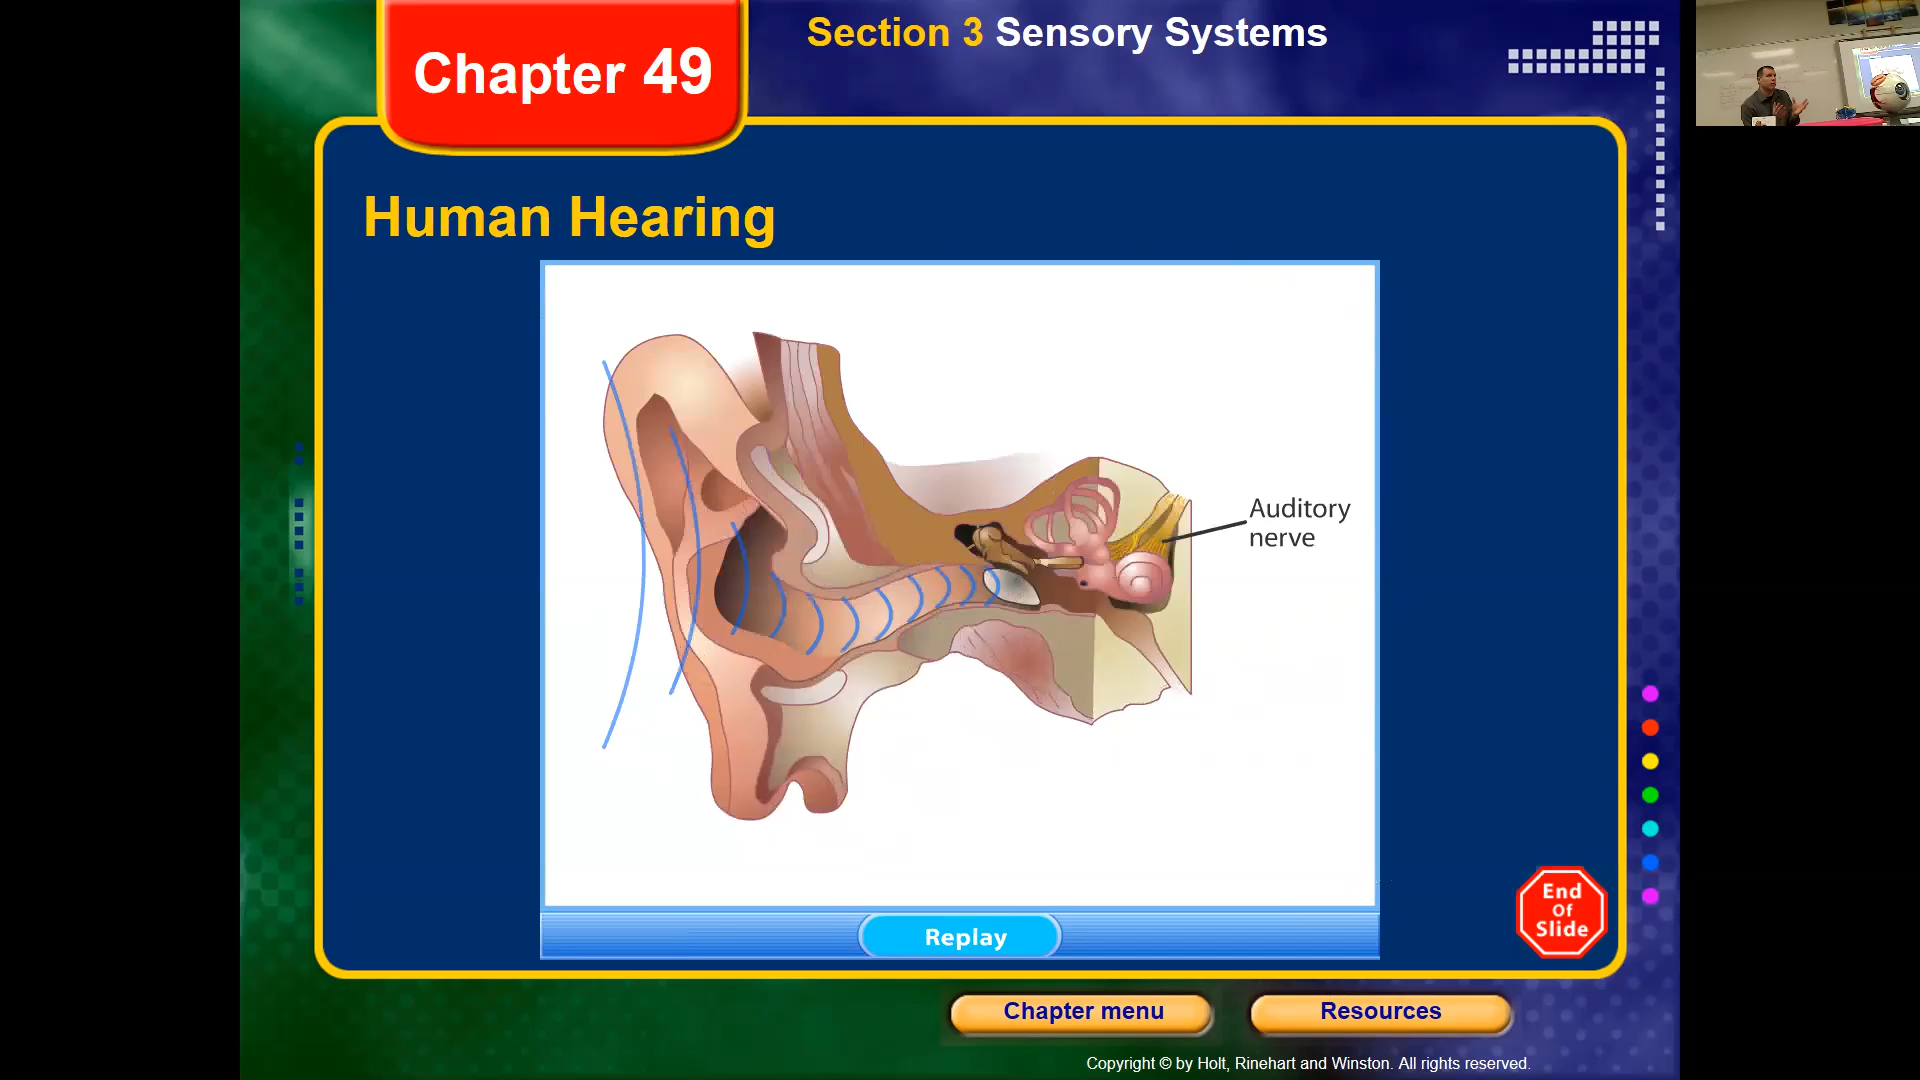 Chapter 49
Section 3 Sensory Systems
Human Hearing
Auditory
nerve
Replay
End
Of
Slide
Chapter menu
Resources
Copyright © by Holt, Rinehart and Winston. All rights reserved.